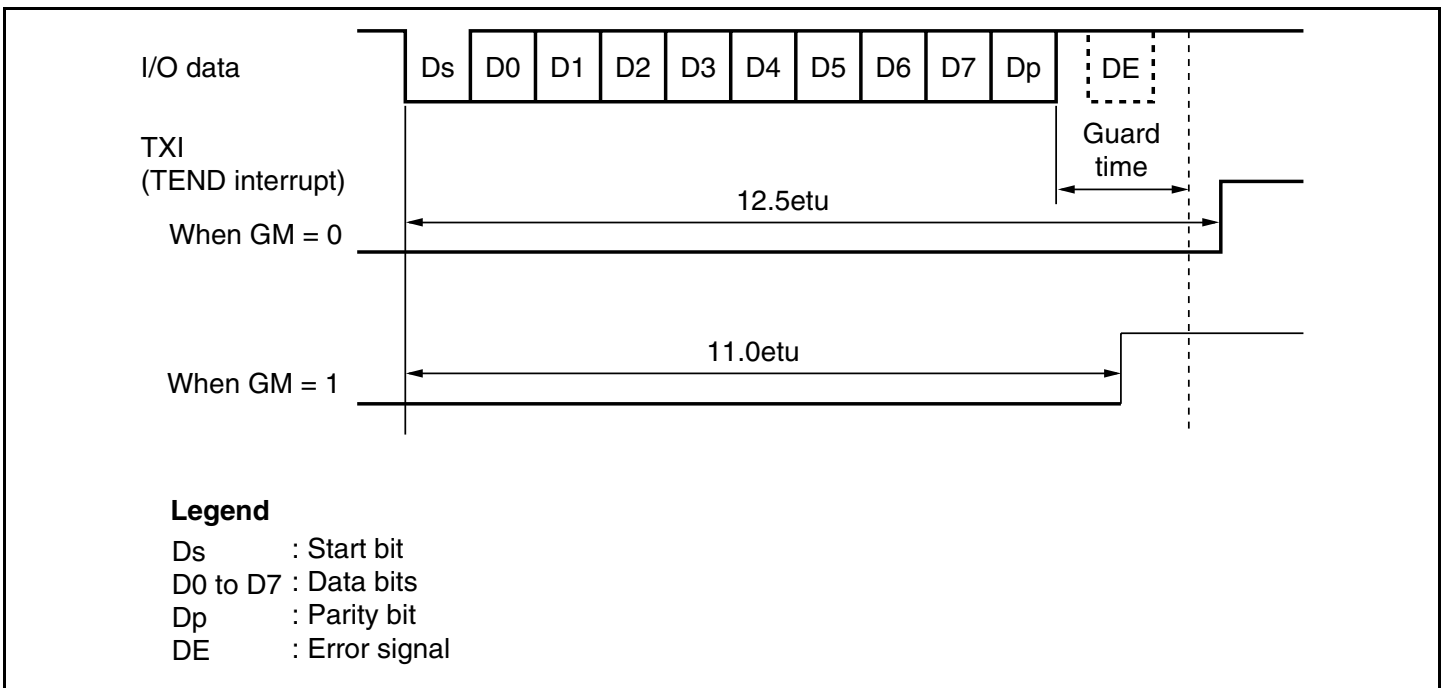 I/O data
Ds D0 D1 D2 D3 D4 D5 D6 D7 Dp DE
TXI
(TEND interrupt)
Guard
time
12.5etu
When GM = 0
11.0etu
When GM = 1
Legend
Ds : Start bit
D0 to D7 : Data bits
Dp : Parity bit
DE : Error signal